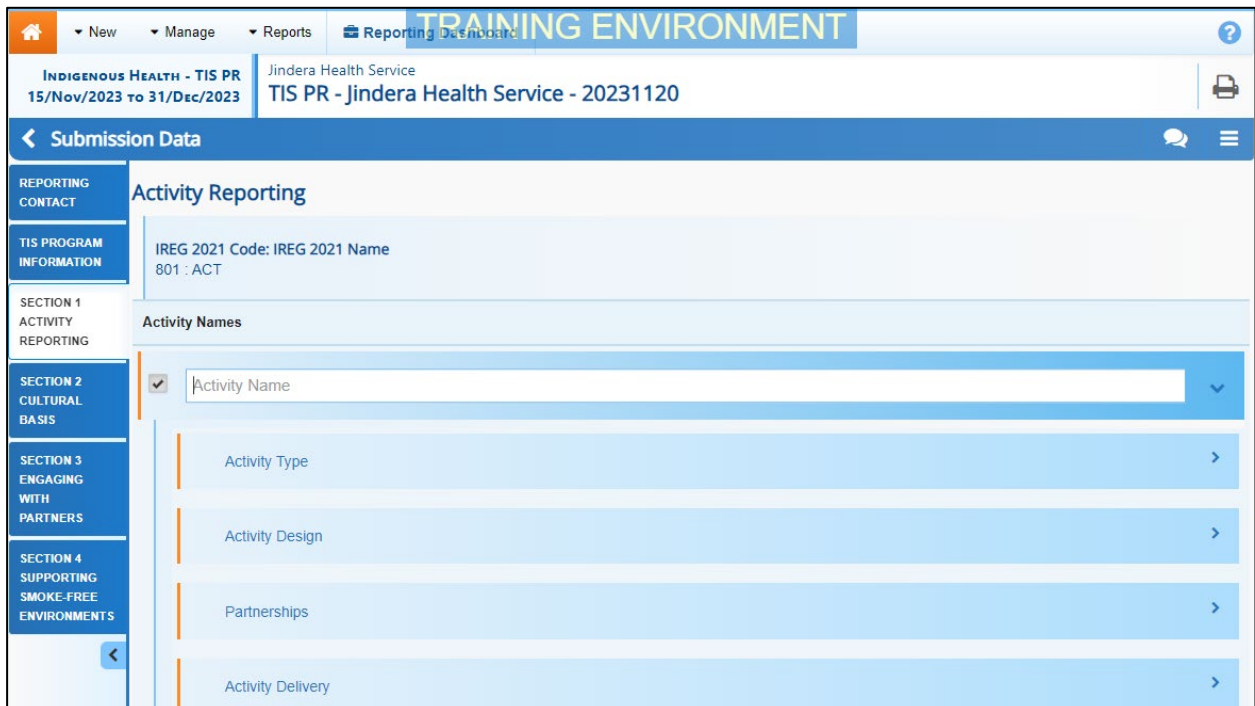 TRAINING ENVIRONMENT
New Manage Reports Reporting Dashboard
INDIGENOUS HEALTH - TIS PR
15/NOV/2023 TO 31/DEC/2023
Jindera Health Service
TIS PR - Jindera Health Service - 20231120
Submission Data
REPORTING
CONTACT
TIS PROGRAM
INFORMATION
SECTION 1
ACTIVITY
REPORTING
SECTION 2
CULTURAL
BASIS
SECTION 3
ENGAGING
WITH
PARTNERS
SECTION 4
SUPPORTING
SMOKE-FREE
ENVIRONMENTS
Activity Reporting
IREG 2021 Code: IREG 2021 Name
801 : ACT
Activity Names
Activity Name
Activity Type
Activity Design
Partnerships
Activity Delivery